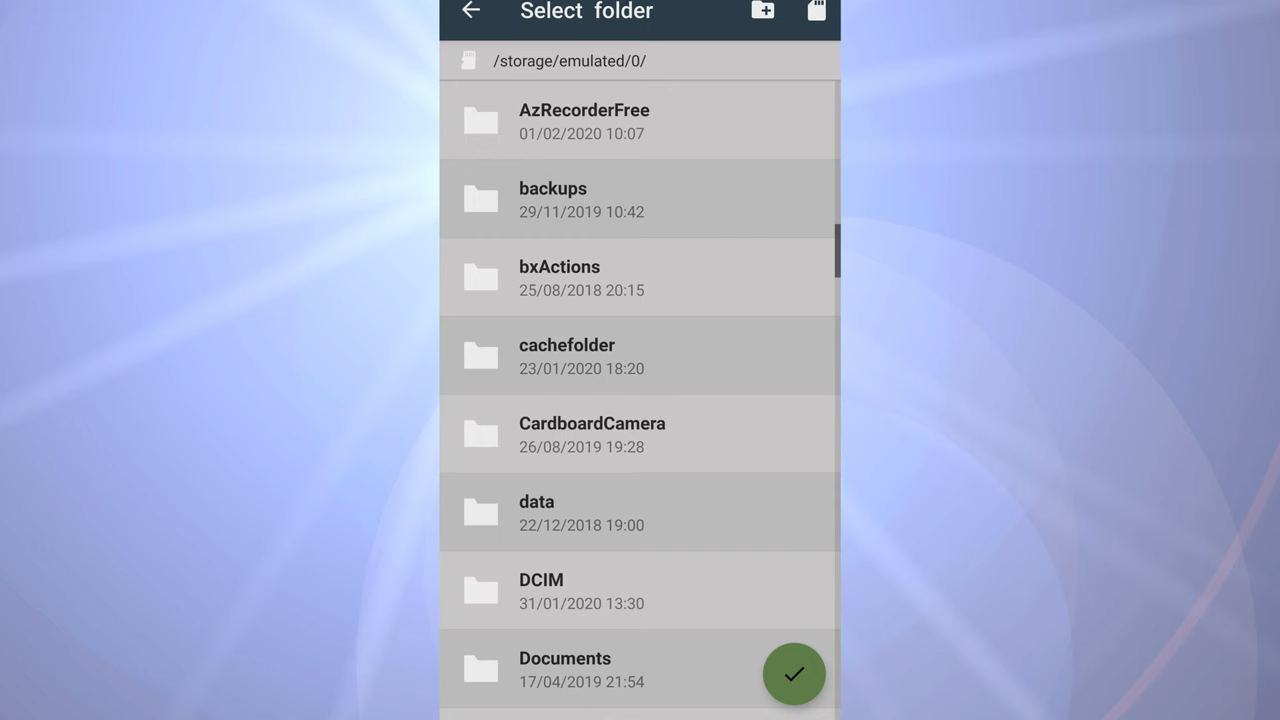 Select folder
/storage/emulated/0/
AzRecorderFree
01/02/2020 10:07
backups
29/11/2019 10:42
bxActions
25/08/2018 20:15
cachefolder
23/01/2020 18:20
CardboardCamera
26/08/2019 19:28
data
22/12/2018 19:00
DCIM
31/01/2020 13:30
Documents
17/04/2019 21:54